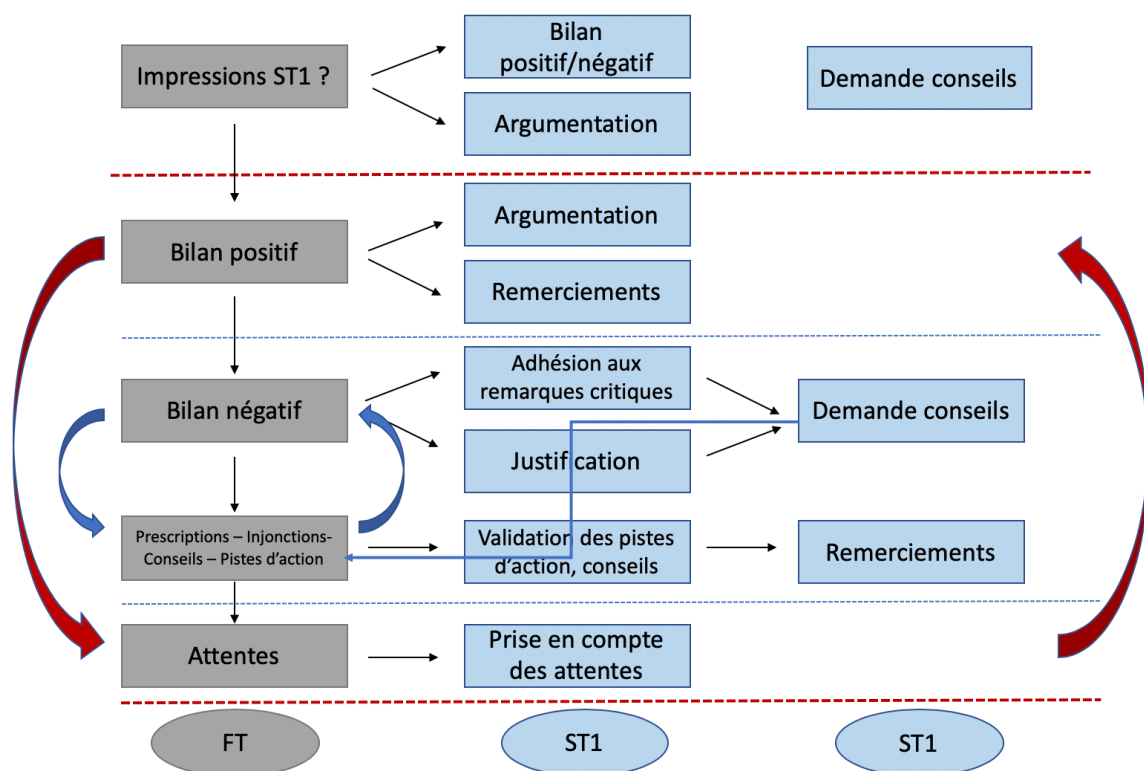 Impressions ST1 ?
Bilan
positif/négatif
Argumentation
Demande conseils
Bilan positif
Argumentation
Remerciements
Bilan négatif
Adhésion aux
remarques critiques
Justification
Demande conseils
Prescriptions – Injonctions-
Conseils – Pistes d’action
Validation des pistes
d’action, conseils
Remerciements
Attentes
Prise en compte
des attentes
FT
ST1
ST1